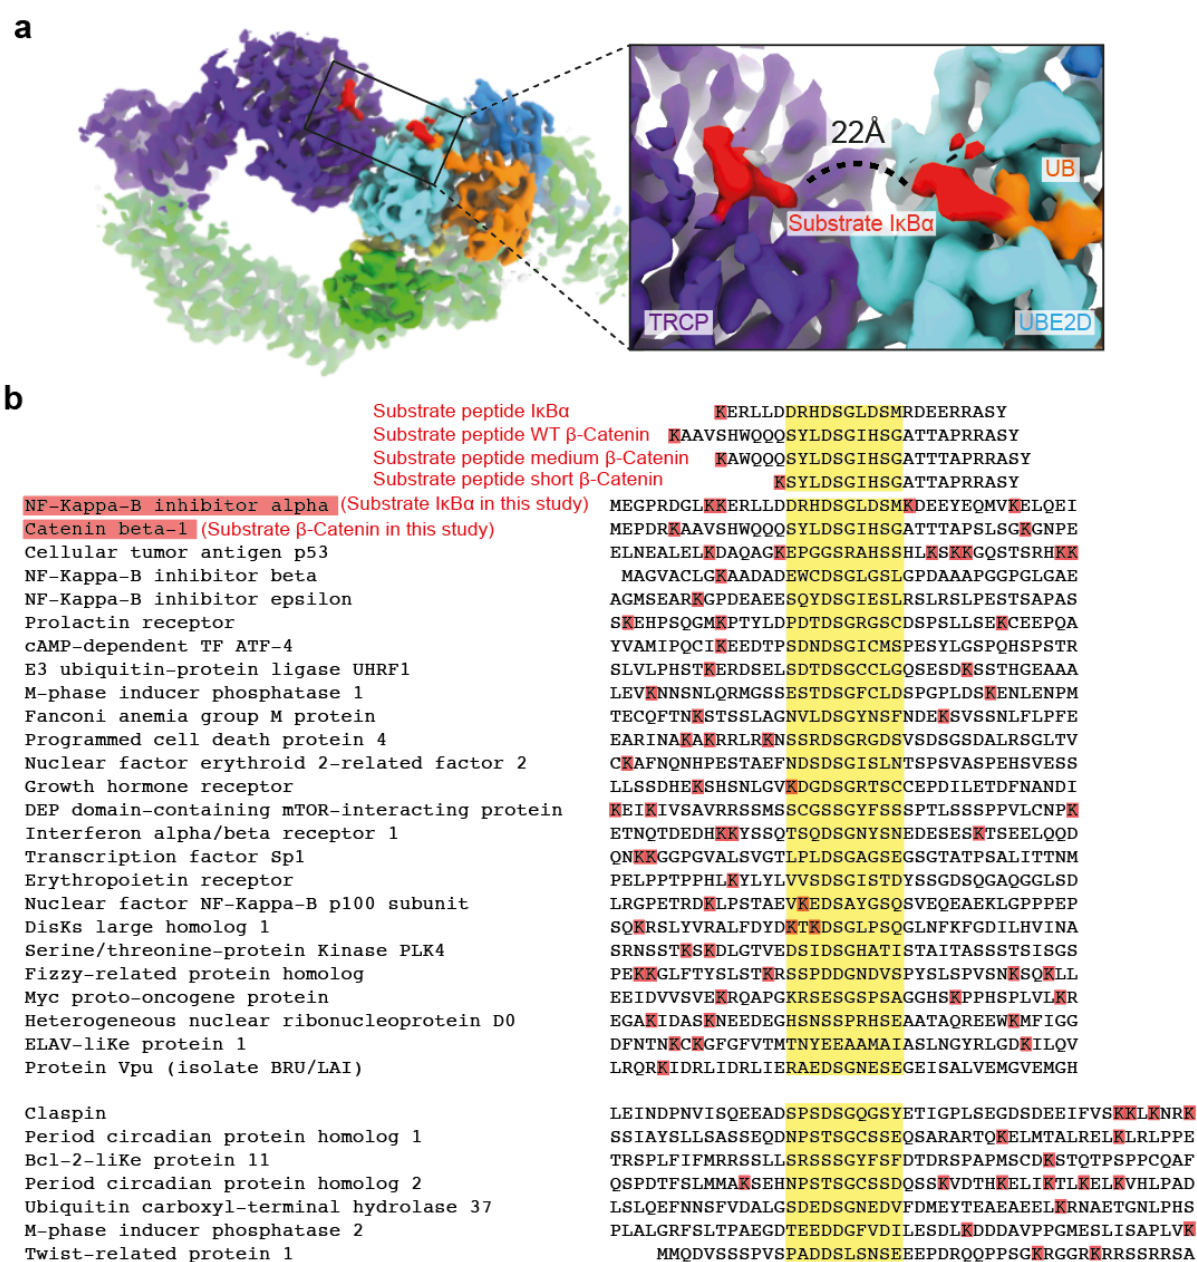 a
22Å
UB
Substrate IκBα
TRCP
UBE2D
b
Substrate peptide IκBα KERLLDDRHDSGLDSMRDEERRASY
Substrate peptide WT β-Catenin KAAVSHWQQQSYLDSGIHSGATTAPRRASY
Substrate peptide medium β-Catenin KAWQQQSYLDSGIHSGATTTAPRRASY
Substrate peptide short β-Catenin KSYLDSGIHSGATTAPRRASY
NF-Kappa-B inhibitor alpha (Substrate IκBα in this study) MEGPRDGLKKERLLDDRHDSGLDSMKDEEYEQMVKELQEI
Catenin beta-1 (Substrate β-Catenin in this study) MEPDRKAAVSHWQQQSYLDSGIHSGATTTAPSLSGKGNPE
Cellular tumor antigen p53 ELNEALELKDAQAGKEPGGSRAHSSHLKSKKGQSTSRHKK
NF-Kappa-B inhibitor beta MAGVACLGKAADADEWCDSGLGSLGPDAAAPGGPGLGAE
NF-Kappa-B inhibitor epsilon AGMSEARKGPDEAEESQYDSGIESLRSLRSLPESTSAPAS
Prolactin receptor SKEHPSQGMKPTYLDPDTDSGRGSCDSPSLLSEKCEEPQA
cAMP-dependent TF ATF-4 YVAMIPQCIKEEDTPSDNDSGICMSPESYLGSPQHSPSTR
E3 ubiquitin-protein ligase UHRF1 SLVLPHSTKERDSELSDTDSGCCLGQSESDKSSTHGEAAA
M-phase inducer phosphatase 1 LEVKNNSNLQRMGSSESTDSGFCLDSPGPLDSKENLENPM
Fanconi anemia group M protein TECQFTNKSTSSLAGNVLDSGYNSFNDEKSVSSNLFLPFE
Programmed cell death protein 4 EARINAKAKRRLRKNSSRDSGRGDSVSDSGSDALRSGLTV
Nuclear factor erythroid 2-related factor 2 CKAFNQNHPESTAEFNDSDSGISLNTSPSVASPEHSVESS
Growth hormone receptor LLSSDHEKSHSNLGVKDGDSGRTSCCEPDILETDFNANDI
DEP domain-containing mTOR-interacting protein KEIKIVSAVRRSSMSSCGSSGYFSSSPTLSSSPPVLCNPK
Interferon alpha/beta receptor 1 ETNQTDEDHKKYSSQTSQDSGNYSNEDESESKTSEELQQD
Transcription factor Sp1 QNKKGGPGVALSVGTLPLDSGAGSEGSGTATPSALITTNM
Erythropoietin receptor PELPPTPPHLKYLYLVVSDSGISTDYSSGDSQGAQGGLSD
Nuclear factor NF-Kappa-B p100 subunit LRGPETRDKLPSTAEVKEDSAYGSQSVEQEAEKLGPPPEP
DisKs large homolog 1 SQKRSLYVRALFDYDKTKDSGLPSQGLNFKFGDILHVINA
Serine/threonine-protein Kinase PLK4 SRNSSTKSKDLGTVEDSIDSGHATISTAITASSSTSISGS
Fizzy-related protein homolog PEKKGLFTYSLSTKRSSPDDGNDVSPYSLSPVSNKSQKLL
Myc proto-oncogene protein EEIDVVSVEKRQAPGKRSESGSPSAGGHSKPPHSPLVLKR
Heterogeneous nuclear ribonucleoprotein D0 EGAKIDASKNEEDEGHSNSSPRHSEAATAQREEWKMFIGG
ELAV-liKe protein 1 DFNTNKCKGFGFVTMTNYEEAAMAIASLNGYRLGDKILQV
Protein Vpu (isolate BRU/LAI) LRQRKIDRLIDRLIERAEDSGNESEGEISALVEMGVEMGH
Claspin LEINDPNVISQEEADSPSDSGQGSYETIGPLSEGDSDEEIFVSKKLKNRK
Period circadian protein homolog 1 SSIAYSLLSASSEQDNPSTSGCSSEQSARARTQKELMTALRELKLRLPPE
Bcl-2-liKe protein 11 TRSPLFIFMRRSSLLSRSSSGYFSFDTDRSPAPMSCDKSTQTPSPPCQAF
Period circadian protein homolog 2 QSPDTFSLMMAKSEHNPSTSGCSSDQSSKVDTHKELIKTLKELKVHLPAD
Ubiquitin carboxyl-terminal hydrolase 37 LSLQEFNNSFVDALGSDEDSGNEDVFDMEYTEAEAEELKRNAETGNLPHS
M-phase inducer phosphatase 2 PLALGRFSLTPAEGDTEEDDGFVDILESDLKDDDAVPPGMESLISAPLVK
Twist-related protein 1 MMQDVSSSPVSPADDSLSNSEEEPDRQQPPSGKRGGRKRRSSRRSA